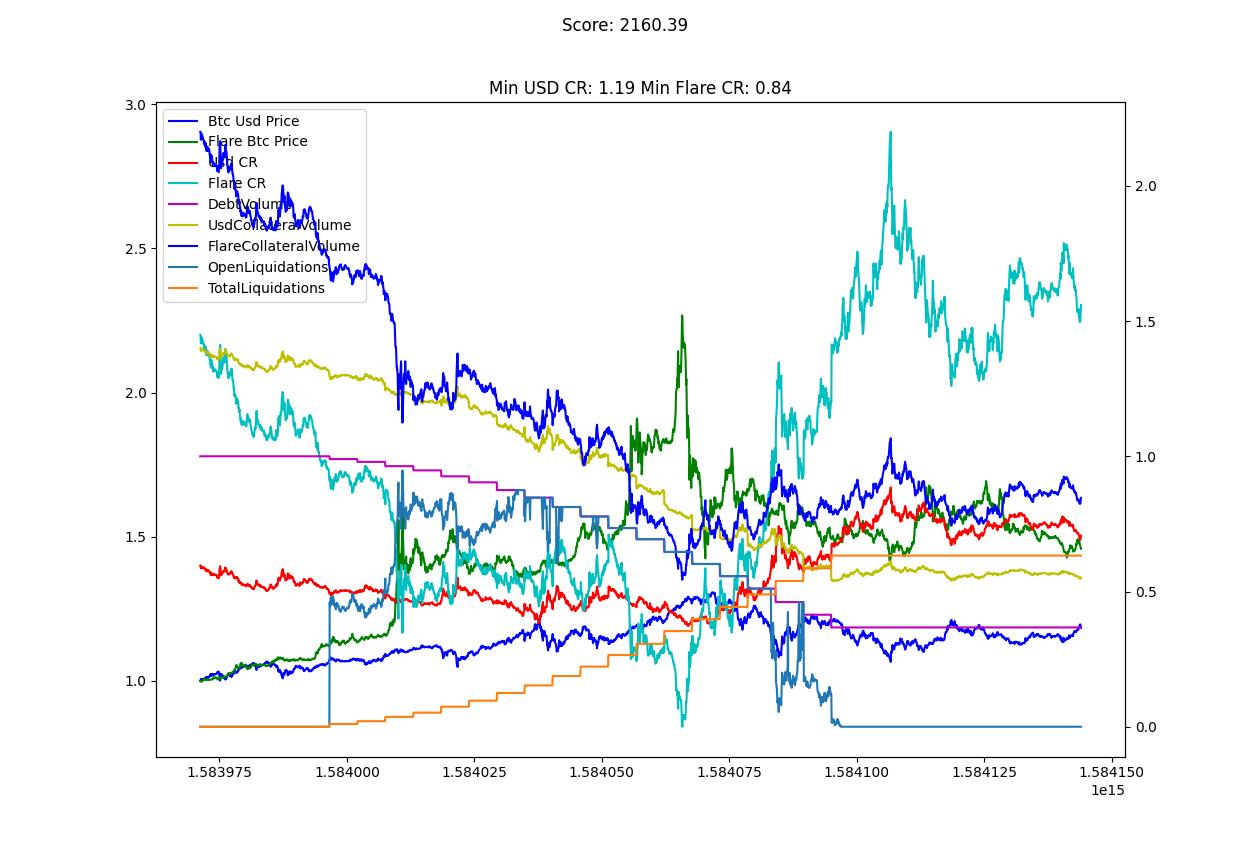 Score: 2160.39
Min USD CR: 1.19 Min Flare CR: 0.84
3.0
2.5
2.0
1.5
1.0
Btc Usd Price
Flare Btc Price
Usd CR
Flare CR
DebtVolume
UsdCollateralVolume
FlareCollateralVolume
OpenLiquidations
TotalLiquidations
2.0
1.5
1.0
0.5
0.0
1.583975 1.584000 1.584025 1.584050 1.584075 1.584100 1.584125 1.584150
1e15